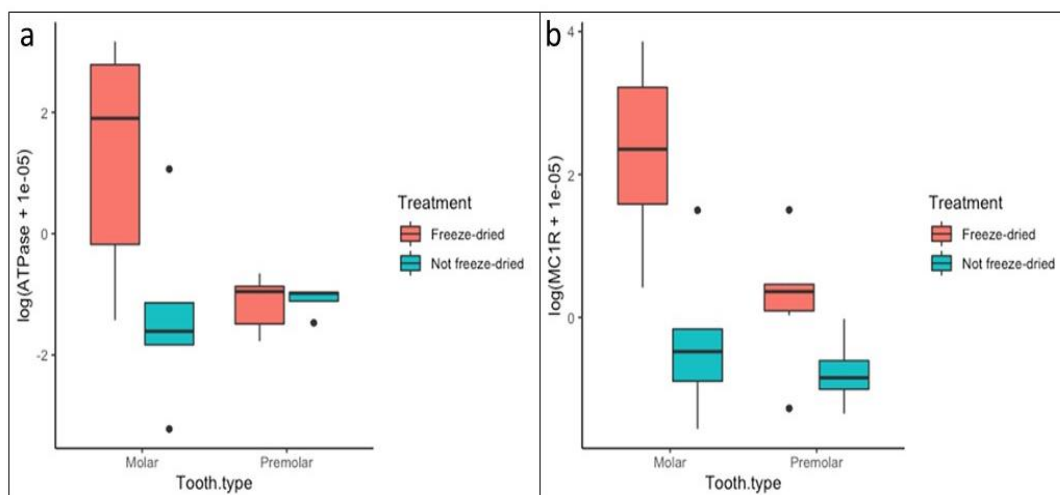 a
log(ATPase + 1e-05)
2
0
-2
Molar
Premolar
Tooth.type
Treatment
Freeze-dried
Not freeze-dried
b
log(MC1R + 1e-05)
4
2
0
Molar
Premolar
Tooth.type
Treatment
Freeze-dried
Not freeze-dried